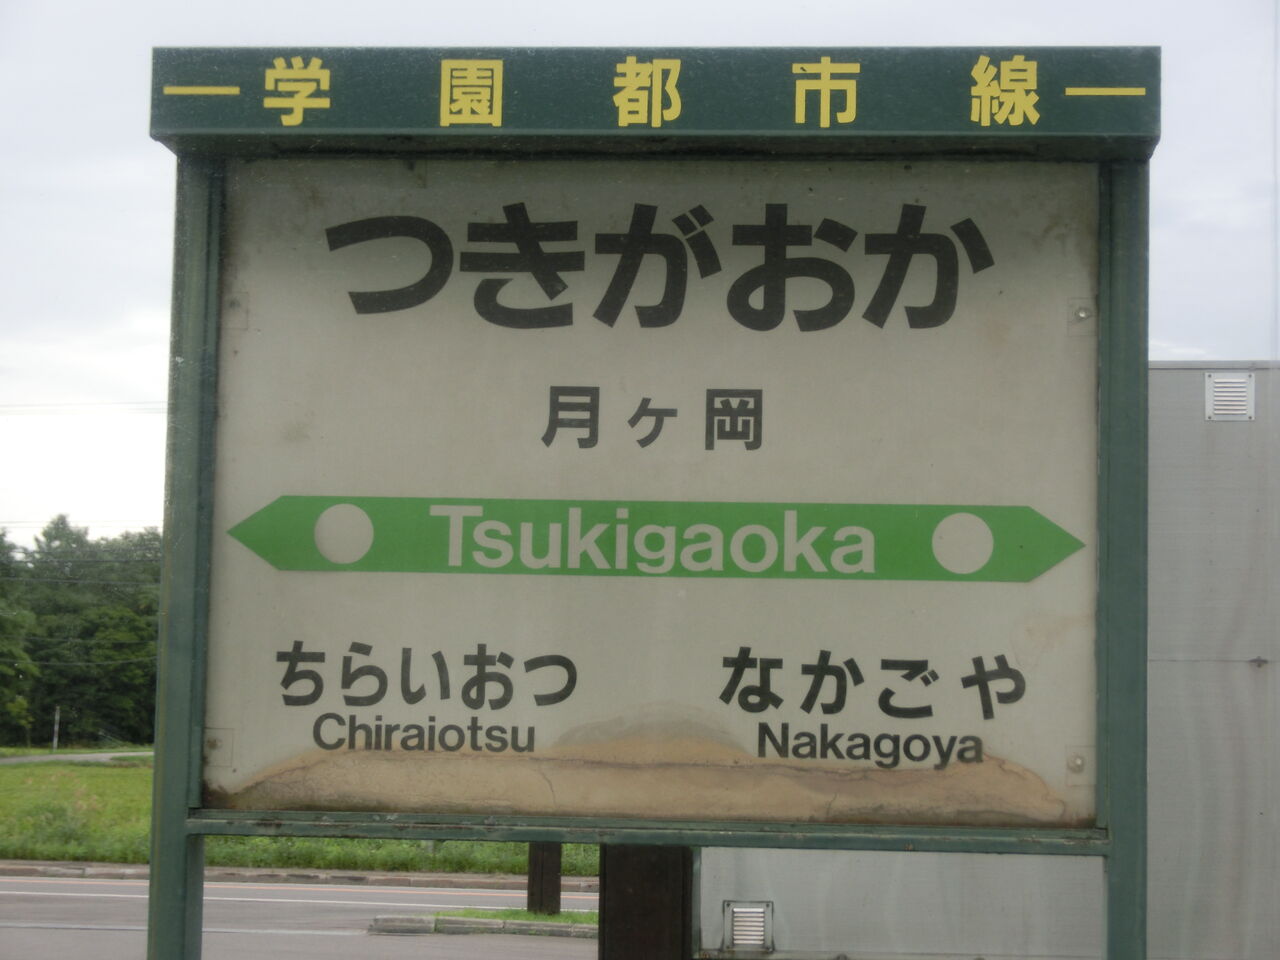 学園都市線
つきがおか
月ヶ岡
Tsukigaoka
ちらいおつ なかごや
Chiraiotsu Nakagoya